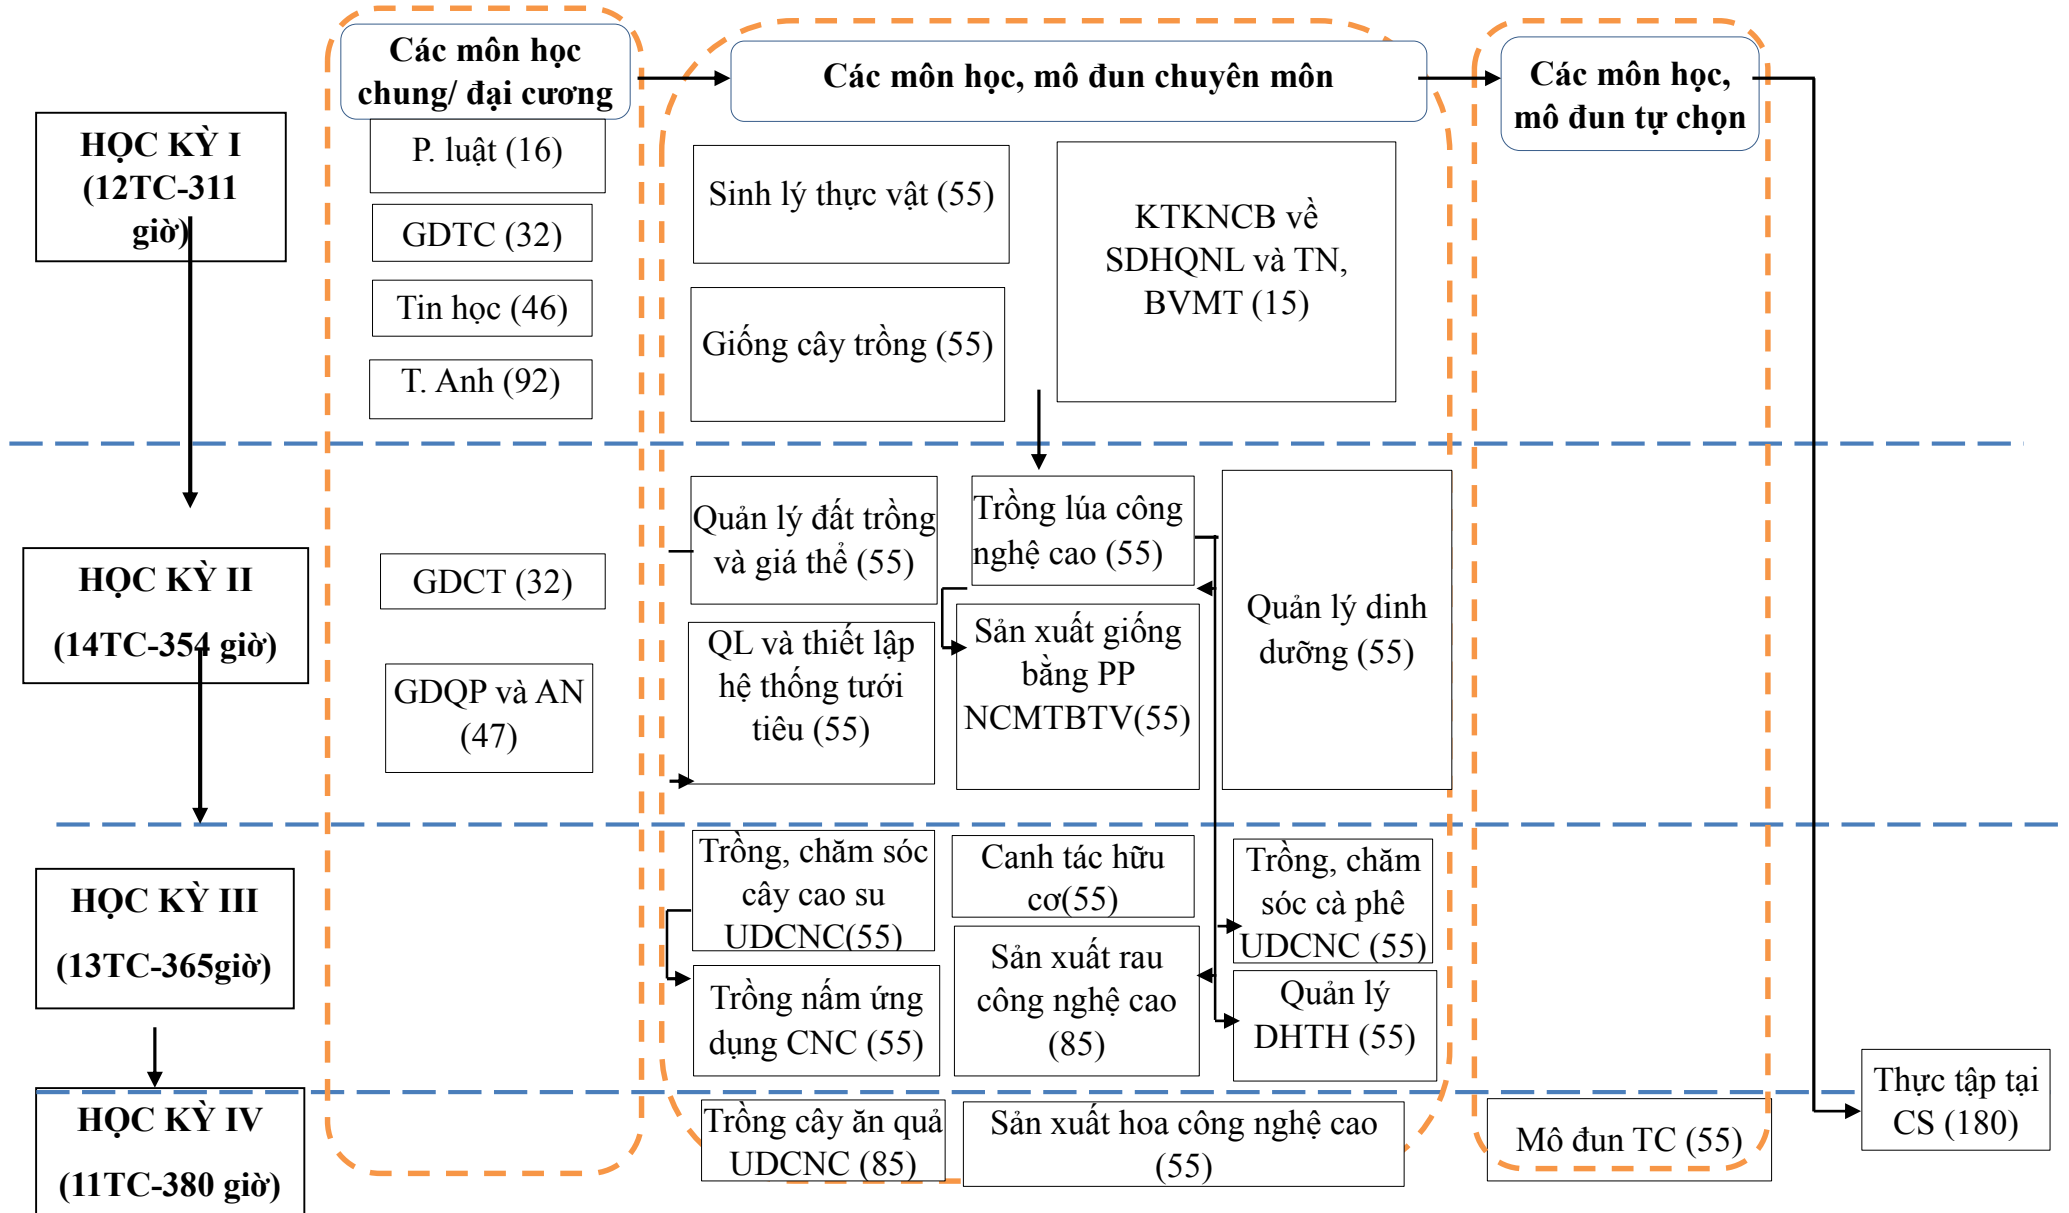 Các môn học
chung/ đại cương
Các môn học, mô đun chuyên môn
Các môn học,
mô đun tự chọn
HỌC KỲ I
(12TC-311
giờ)
P. luật (16)
GDTC (32)
Tin học (46)
T. Anh (92)
Sinh lý thực vật (55)
Giống cây trồng (55)
KTKNCB về
SDHQNL và TN,
BVMT (15)
HỌC KỲ II
(14TC-354 giờ)
GDCT (32)
GDQP và AN
(47)
Quản lý đất trồng
và giá thể (55)
QL và thiết lập
hệ thống tưới
tiêu (55)
Trồng lúa công
nghệ cao (55)
Sản xuất giống
bằng PP
NCMTBTV(55)
Quản lý dinh
dưỡng (55)
HỌC KỲ III
(13TC-365giờ)
Trồng, chăm sóc
cây cao su
UDCNC(55)
Trồng nấm ứng
dụng CNC (55)
Canh tác hữu
cơ(55)
Sản xuất rau
công nghệ cao
(85)
Trồng, chăm
sóc cà phê
UDCNC (55)
Quản lý
DHTH (55)
HỌC KỲ IV
(11TC-380 giờ)
Trồng cây ăn quả
UDCNC (85)
Sản xuất hoa công nghệ cao
(55)
Mô đun TC (55)
Thực tập tại
CS (180)